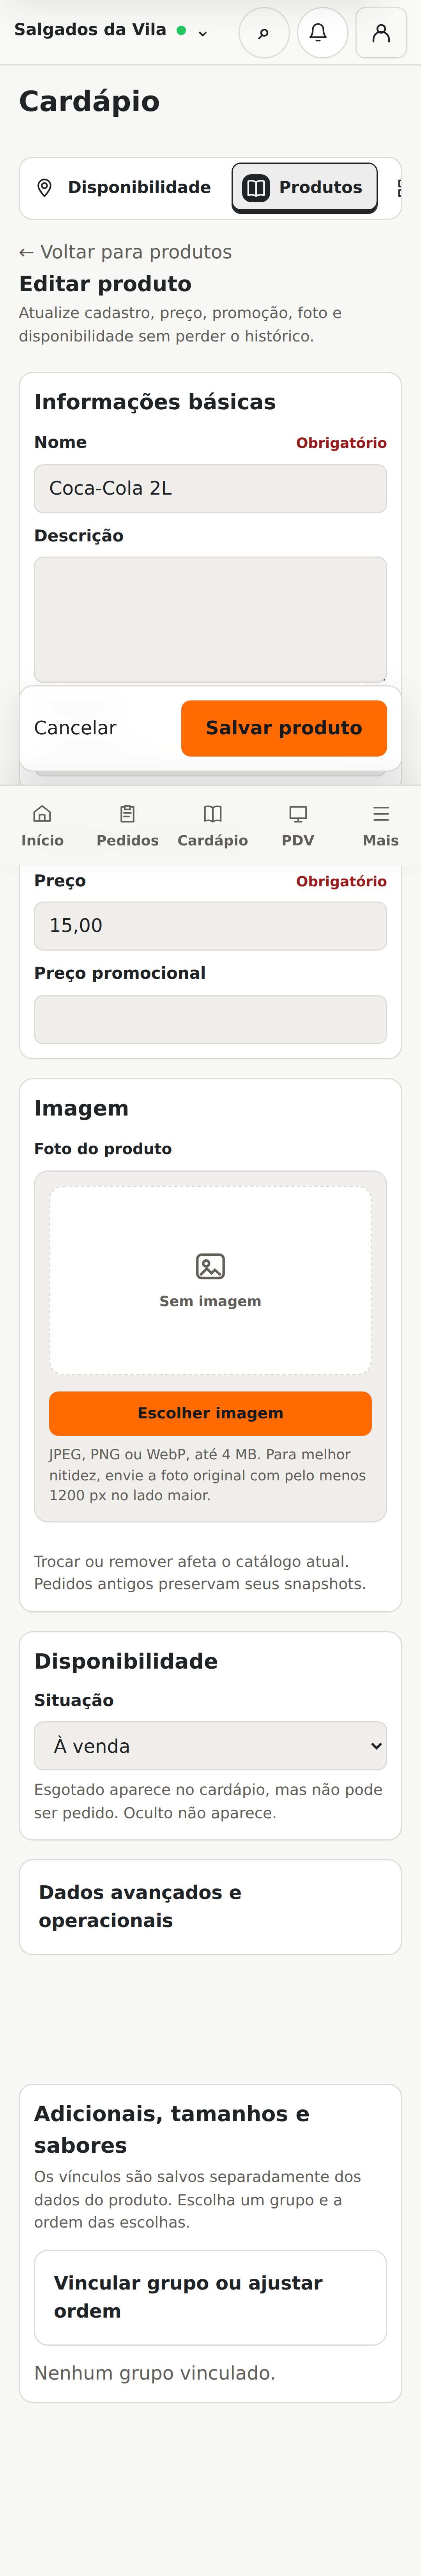 Salgados da Vila
Cardápio
Disponibilidade
Produtos
← Voltar para produtos
Editar produto
Atualize cadastro, preço, promoção, foto e
disponibilidade sem perder o histórico.
Informações básicas
Nome
Obrigatório
Coca-Cola 2L
Descrição
Cancelar
Salvar produto
Início
Pedidos
Cardápio
PDV
Mais
Preço
Obrigatório
15,00
Preço promocional
Imagem
Foto do produto
Sem imagem
Escolher imagem
JPEG, PNG ou WebP, até 4 MB. Para melhor
nitidez, envie a foto original com pelo menos
1200 px no lado maior.
Trocar ou remover afeta o catálogo atual.
Pedidos antigos preservam seus snapshots.
Disponibilidade
Situação
À venda
Esgotado aparece no cardápio, mas não pode
ser pedido. Oculto não aparece.
Dados avançados e
operacionais
Adicionais, tamanhos e
sabores
Os vínculos são salvos separadamente dos
dados do produto. Escolha um grupo e a
ordem das escolhas.
Vincular grupo ou ajustar
ordem
Nenhum grupo vinculado.